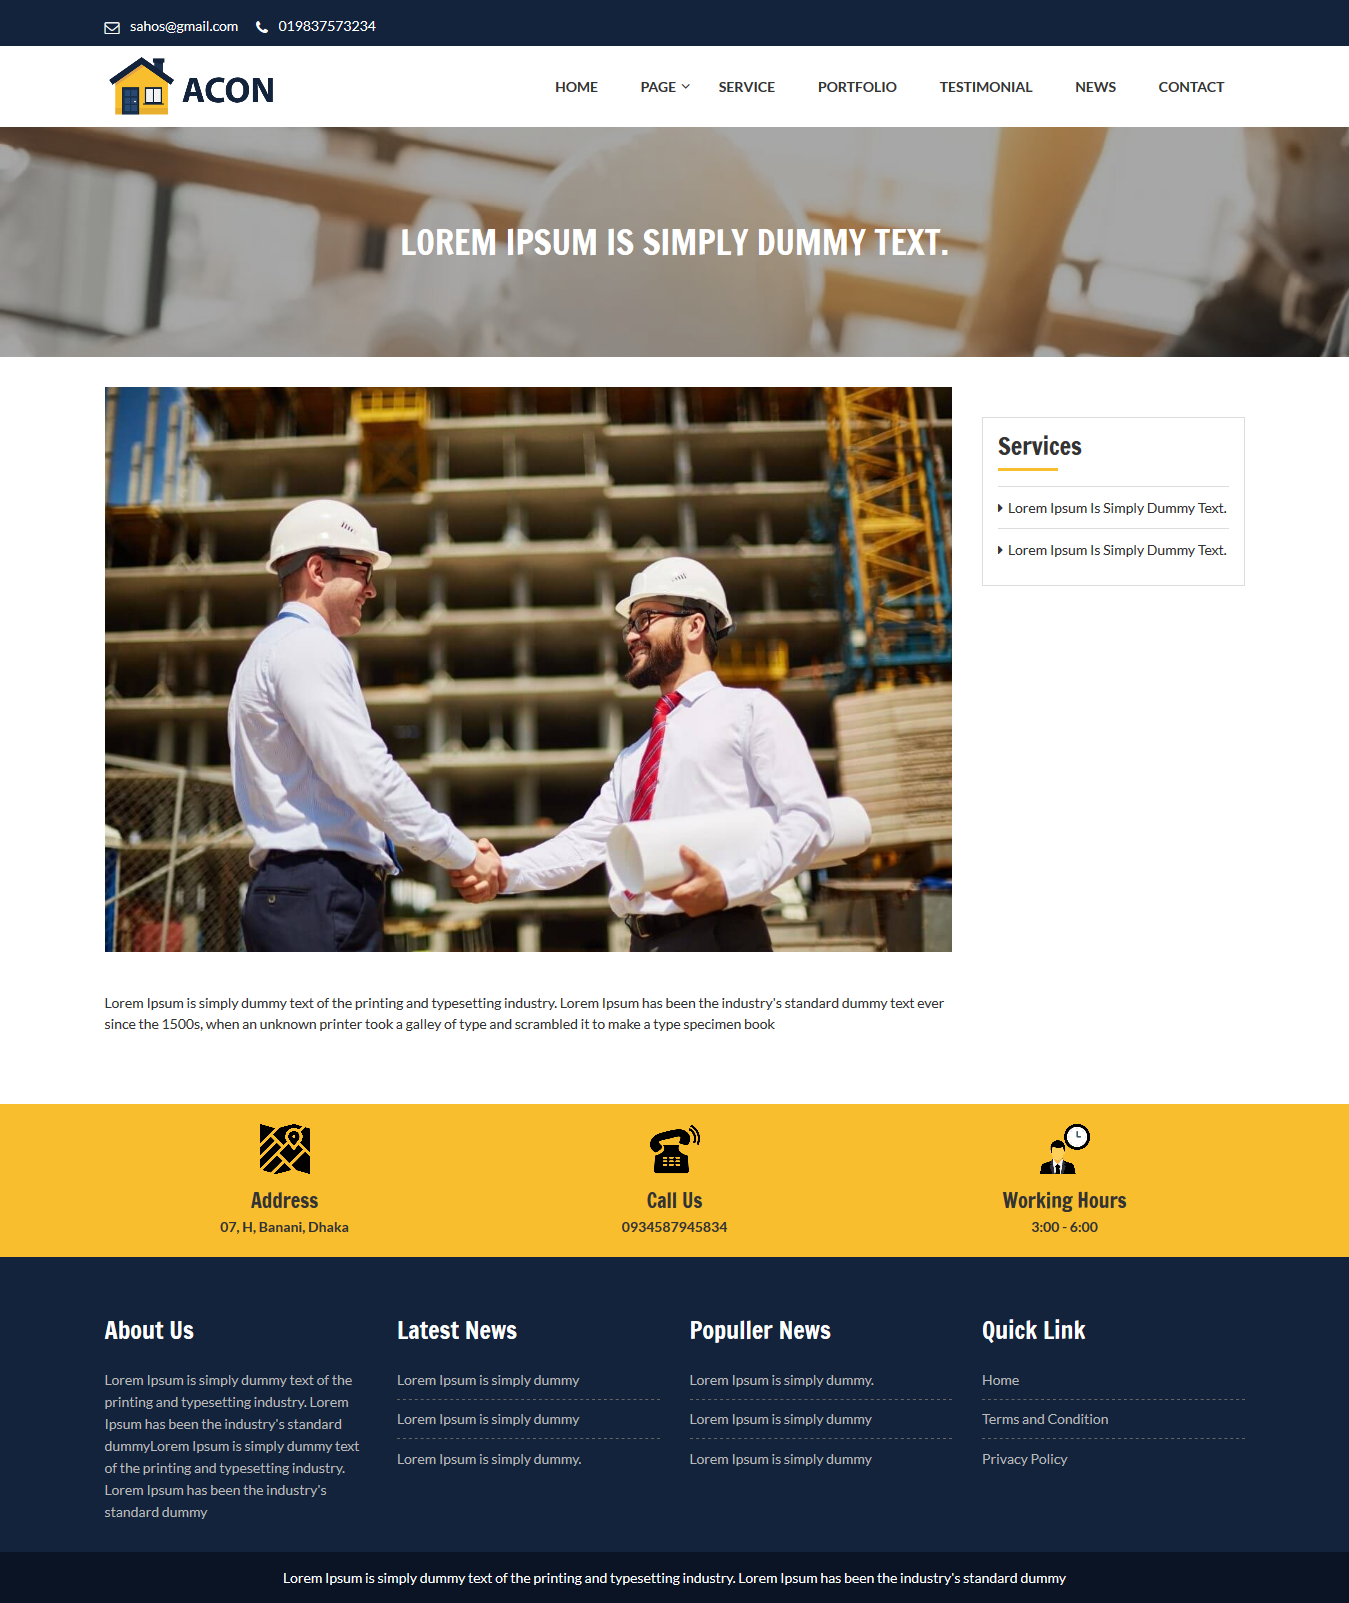 sahos@gmail.com 019837573234
ACON
HOME PAGE SERVICE PORTFOLIO TESTIMONIAL NEWS CONTACT
LOREM IPSUM IS SIMPLY DUMMY TEXT.
Services
Lorem Ipsum Is Simply Dummy Text.
Lorem Ipsum Is Simply Dummy Text.
Lorem Ipsum is simply dummy text of the printing and typesetting industry. Lorem Ipsum has been the industry's standard dummy text ever
since the 1500s, when an unknown printer took a galley of type and scrambled it to make a type specimen book
Address
07, H, Banani, Dhaka
Call Us
0934587945834
Working Hours
3:00 - 6:00
About Us
Lorem Ipsum is simply dummy text of the
printing and typesetting industry. Lorem
Ipsum has been the industry's standard
dummyLorem Ipsum is simply dummy text
of the printing and typesetting industry.
Lorem Ipsum has been the industry's
standard dummy
Latest News
Lorem Ipsum is simply dummy
Lorem Ipsum is simply dummy
Lorem Ipsum is simply dummy.
Populler News
Lorem Ipsum is simply dummy.
Lorem Ipsum is simply dummy
Lorem Ipsum is simply dummy
Quick Link
Home
Terms and Condition
Privacy Policy
Lorem Ipsum is simply dummy text of the printing and typesetting industry. Lorem Ipsum has been the industry's standard dummy